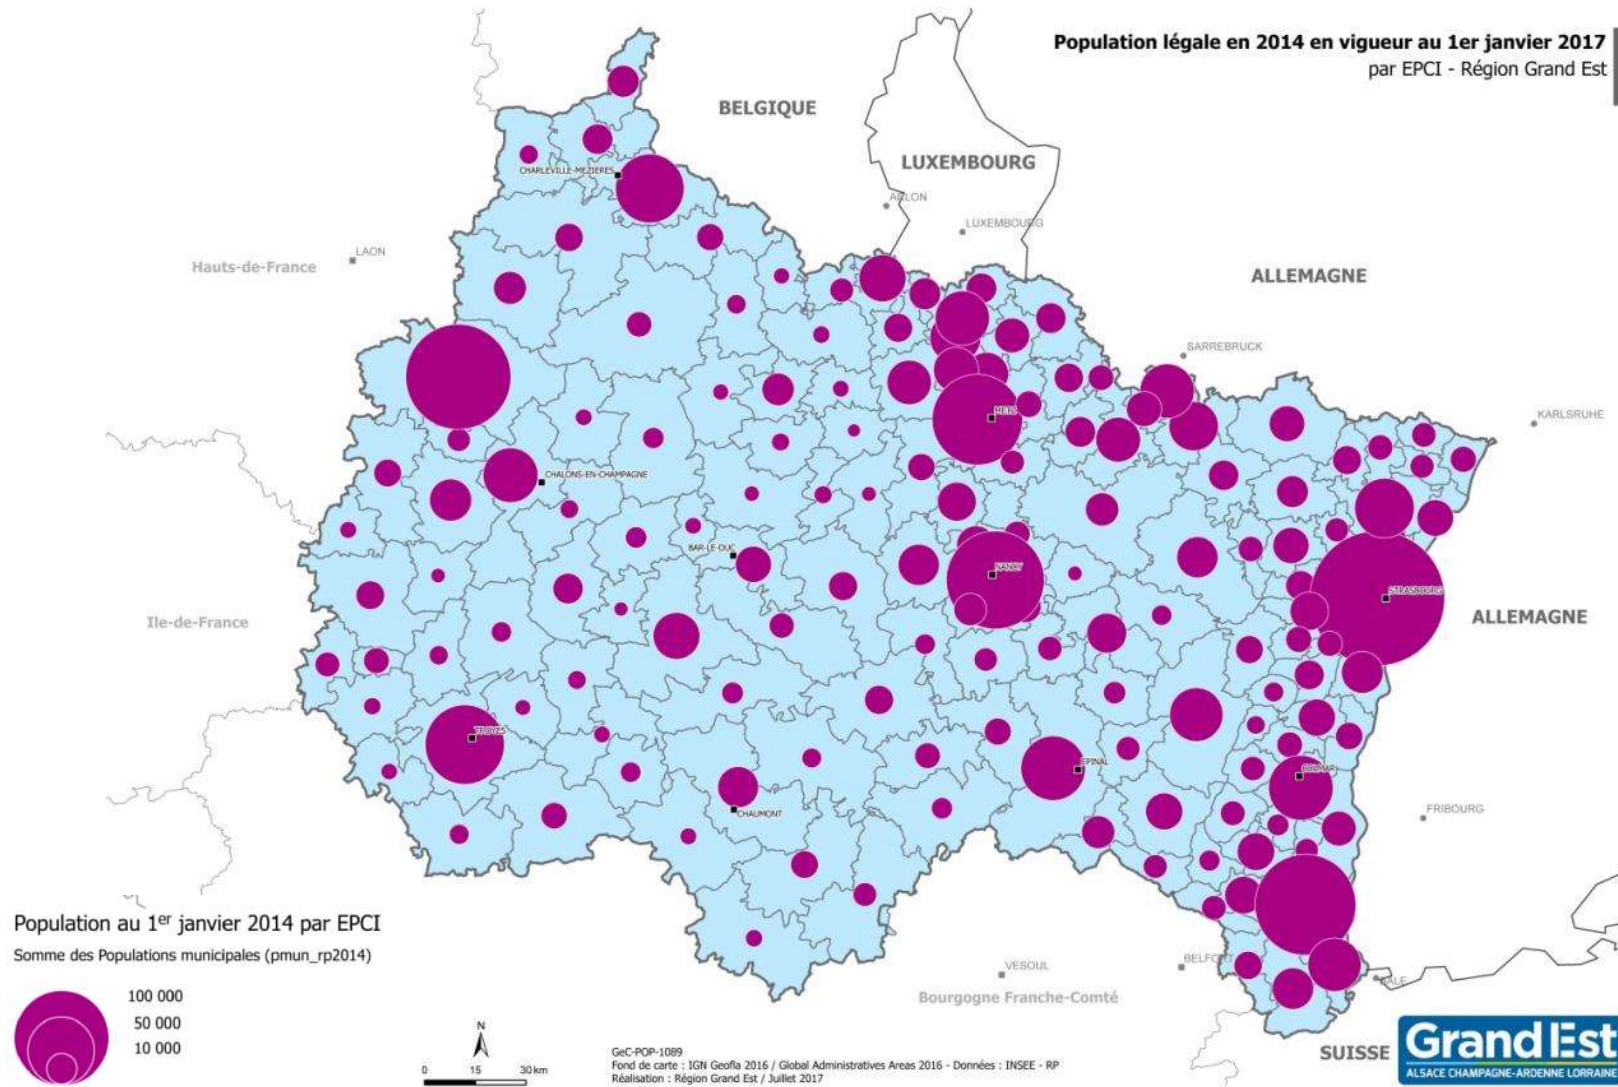 Population légale en 2014 en vigueur au 1er janvier 2017
par EPCI - Région Grand Est
BELGIQUE
LUXEMBOURG
CHARLEVILLE-MEZIERES
ARLON
LUXEMBOURG
LAON
Hauts-de-France
ALLEMAGNE
SARREBRUCK
METZ
KARLSRUHE
CHALONS-EN-CHAMPAGNE
BAR-LE-DUC
NANCY
STRASBOURG
Ile-de-France
ALLEMAGNE
TROYES
EPINAL
COLMAR
CHAUMONT
FRIBOURG
Population au 1er janvier 2014 par EPCI
Somme des Populations municipales (pmun_rp2014)
100 000
50 000
10 000
VESOUL
BELFORT
BALE
Bourgogne Franche-Comté
SUISSE
N
0 15 30 km
GeC-POP-1089
Fond de carte : IGN Geofla 2016 / Global Administratives Areas 2016 - Données : INSEE - RP
Réalisation : Région Grand Est / Juillet 2017
Grand Est
ALSACE CHAMPAGNE-ARDENNE LORRAINE